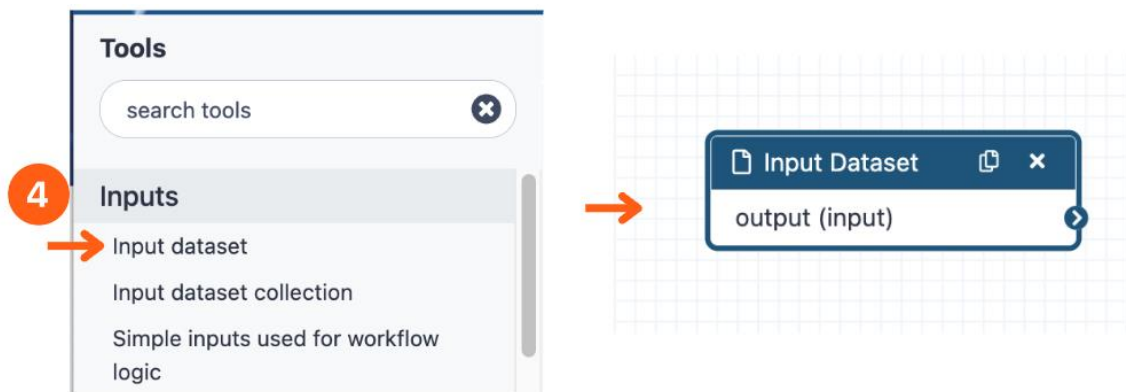 Tools
search tools
4
Inputs
Input dataset
Input dataset collection
Simple inputs used for workflow
logic
Input Dataset
output (input)